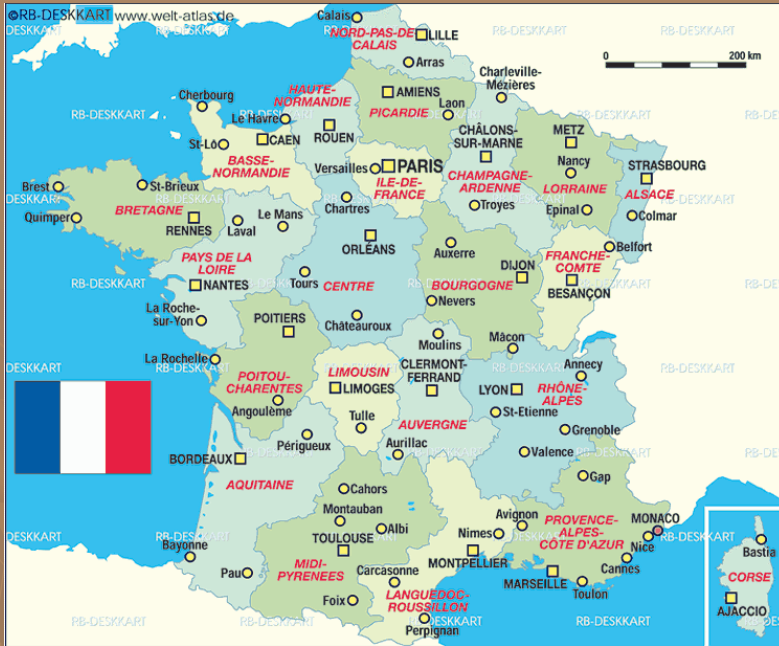 ©RB-DESKKART www.welt-atlas.de
Calais
NORD-PAS-DE-
CALAIS
LILLE
Arras
0 200 km
Charleville-
Mézières
HAUTE-
NORMANDIE
AMIENS
PICARDIE
Laon
Cherbourg
Le Havre
ROUEN
CHÂLONS-
SUR-MARNE
METZ
St-Lô
CAEN
BASSE-
NORMANDIE
Versailles
PARIS
ILE-DE-
FRANCE
CHAMPAGNE-
ARDENNE
Nancy
LORRAINE
STRASBOURG
ALSACE
Brest
St-Brieux
Quimper
BRETAGNE
RENNES
Laval
Le Mans
Chartres
Troyes
Epinal
Colmar
ORLÉANS
Auxerre
Belfort
PAYS DE LA
LOIRE
NANTES
Tours
CENTRE
BOURGOGNE
DIJON
FRANCHE-
COMTE
BESANÇON
Nevers
La Roche-
sur-Yon
POITIERS
Châteauroux
Moulins
Mâcon
La Rochelle
POITOU-
CHARENTES
Angoulème
LIMOUSIN
LIMOGES
Tulle
CLERMONT-
FERRAND
AUVERGNE
LYON
Annecy
RHÔNE-
ALPES
St-Etienne
Grenoble
Valence
BORDEAUX
Périgueux
Aurillac
AQUITAINE
Cahors
Gap
Montauban
Albi
TOULOUSE
MIDI-
PYRENEES
Avignon
Nimes
PROVENCE-
ALPES-
CÔTE D'AZUR
MONACO
Nice
Cannes
Bayonne
Pau
Foix
Carcasonne
MONTPELLIER
LANGUEDOC-
ROUSSILLON
Perpignan
MARSEILLE
Toulon
Bastia
CORSE
AJACCIO
RB-DESKKART